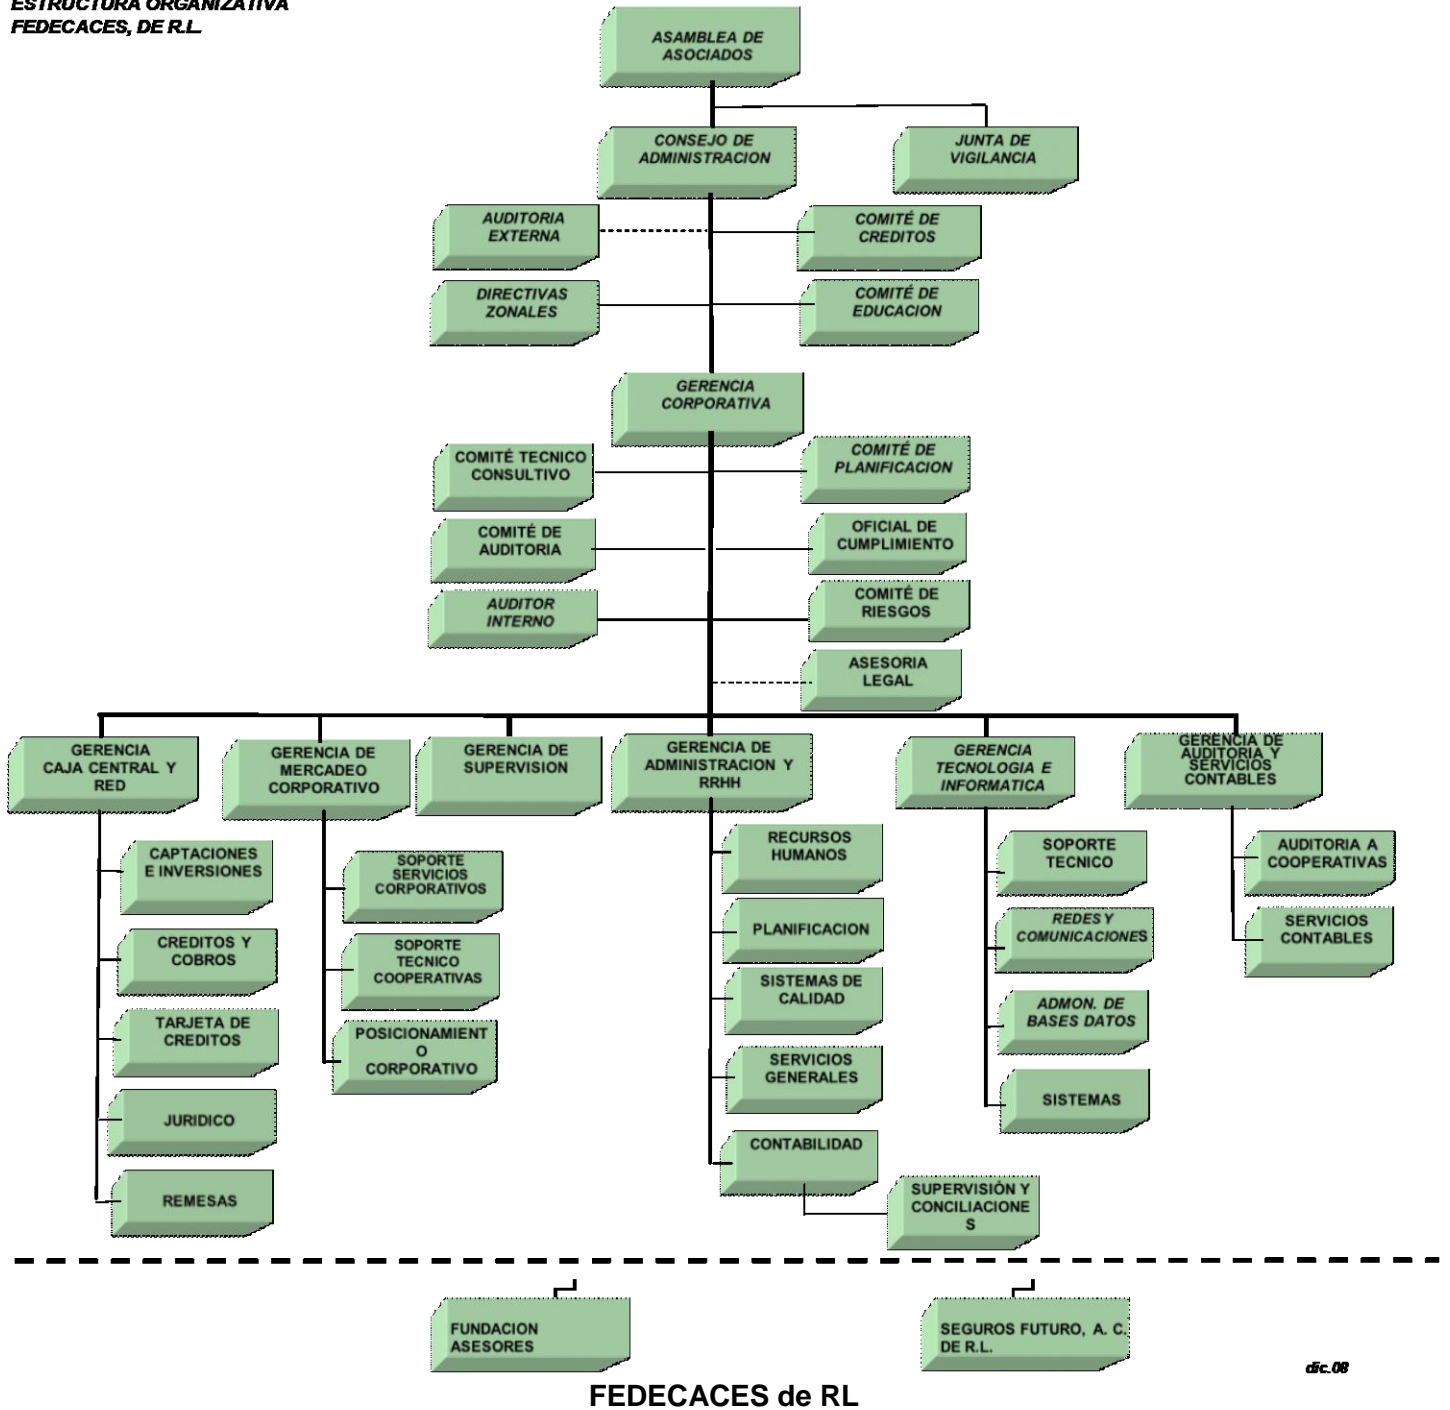 ESTRUCTURA ORGANIZATIVA
FEDECACES, DE R.L.
ASAMBLEA DE
ASOCIADOS
CONSEJO DE
ADMINISTRACION
JUNTA DE
VIGILANCIA
AUDITORIA
EXTERNA
COMITÉ DE
CREDITOS
DIRECTIVAS
ZONALES
COMITÉ DE
EDUCACION
GERENCIA
CORPORATIVA
COMITÉ TECNICO
CONSULTIVO
COMITÉ DE
PLANIFICACION
COMITÉ DE
AUDITORIA
OFICIAL DE
CUMPLIMIENTO
AUDITOR
INTERNO
COMITÉ DE
RIESGOS
ASESORIA
LEGAL
GERENCIA
CAJA CENTRAL Y
RED
GERENCIA DE
MERCADEO
CORPORATIVO
GERENCIA DE
SUPERVISION
GERENCIA DE
ADMINISTRACION Y
RRHH
GERENCIA
TECNOLOGIA E
INFORMATICA
GERENCIA DE
AUDITORIA Y
SERVICIOS
CONTABLES
CAPTACIONES
E INVERSIONES
CREDITOS Y
COBROS
TARJETA DE
CREDITOS
JURIDICO
REMESAS
SOPORTE
SERVICIOS
CORPORATIVOS
SOPORTE
TECNICO
COOPERATIVAS
POSICIONAMIENT
O
CORPORATIVO
RECURSOS
HUMANOS
PLANIFICACION
SISTEMAS DE
CALIDAD
SERVICIOS
GENERALES
CONTABILIDAD
SUPERVISIÓN Y
CONCILIACIONE
S
SOPORTE
TECNICO
REDES Y
COMUNICACIONES
ADMON. DE
BASES DATOS
SISTEMAS
AUDITORIA A
COOPERATIVAS
SERVICIOS
CONTABLES
FUNDACION
ASESORES
SEGUROS FUTURO, A. C.
DE R.L.
dic.08
FEDECACES de RL